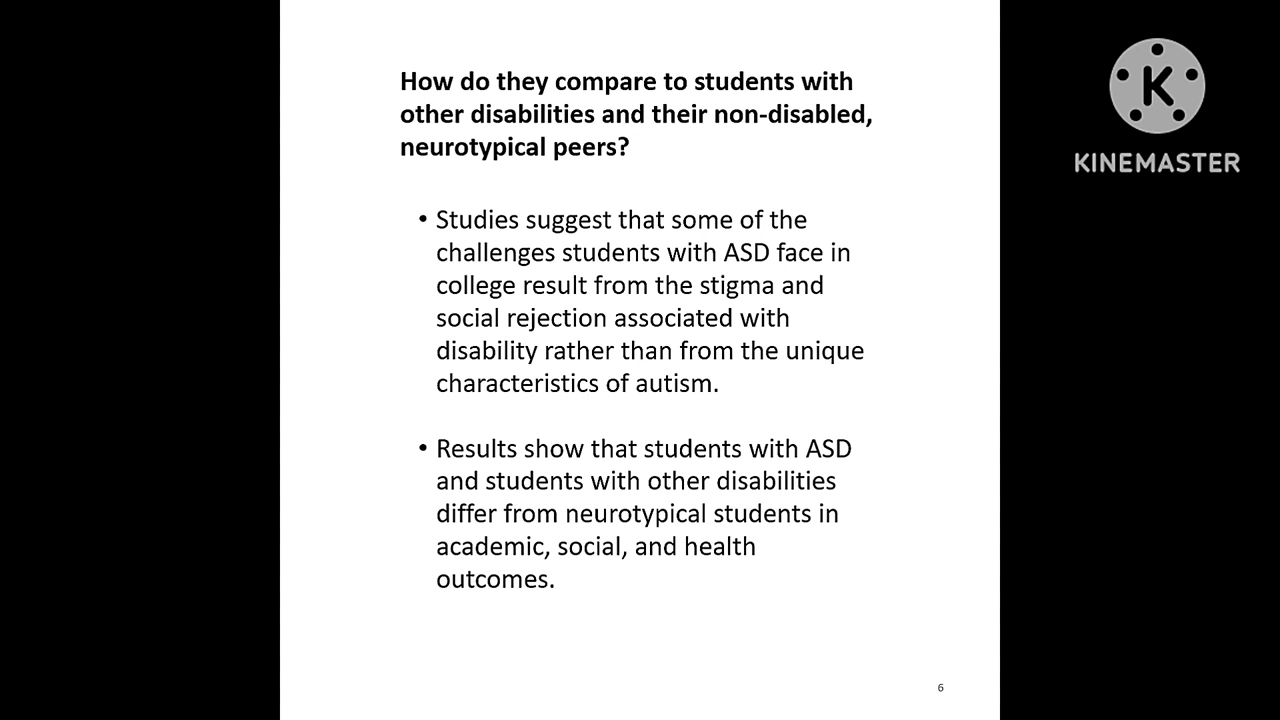 How do they compare to students with
other disabilities and their non-disabled,
neurotypical peers?
• Studies suggest that some of the
challenges students with ASD face in
college result from the stigma and
social rejection associated with
disability rather than from the unique
characteristics of autism.
• Results show that students with ASD
and students with other disabilities
differ from neurotypical students in
academic, social, and health
outcomes.
6
K
KINEMASTER